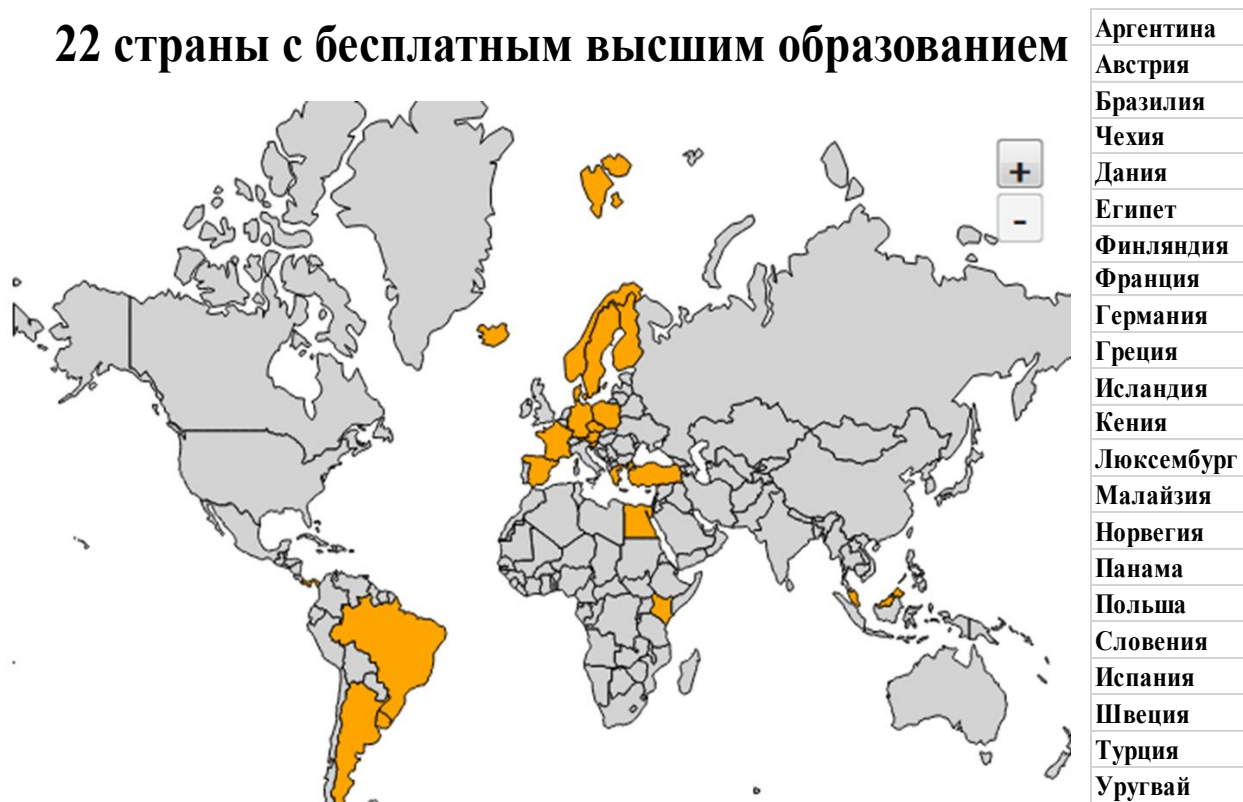 22 страны с бесплатным высшим образованием
+
-
Аргентина
Австрия
Бразилия
Чехия
Дания
Египет
Финляндия
Франция
Германия
Греция
Исландия
Кения
Люксембург
Малайзия
Норвегия
Панама
Польша
Словения
Испания
Швеция
Турция
Уругвай